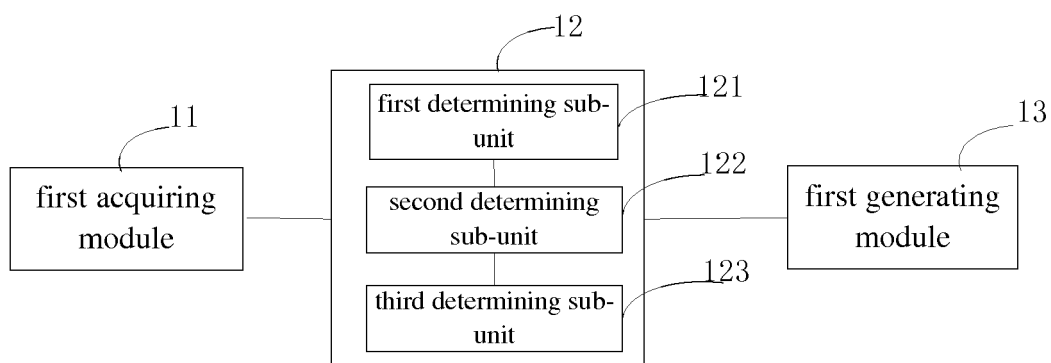 12
first determining sub-
unit
121
11
first acquiring
module
second determining
sub-unit
122
13
first generating
module
third determining sub-
unit
123